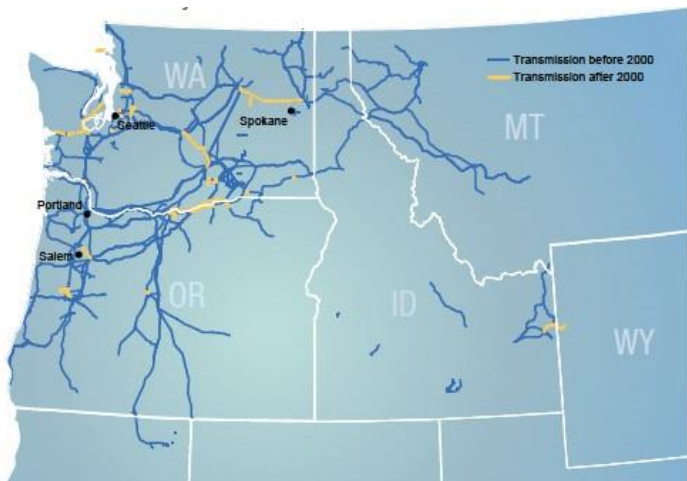 Transmission before 2000
Transmission after 2000
WA
Seattle
Spokane
MT
Portland
Salem
OR
ID
WY